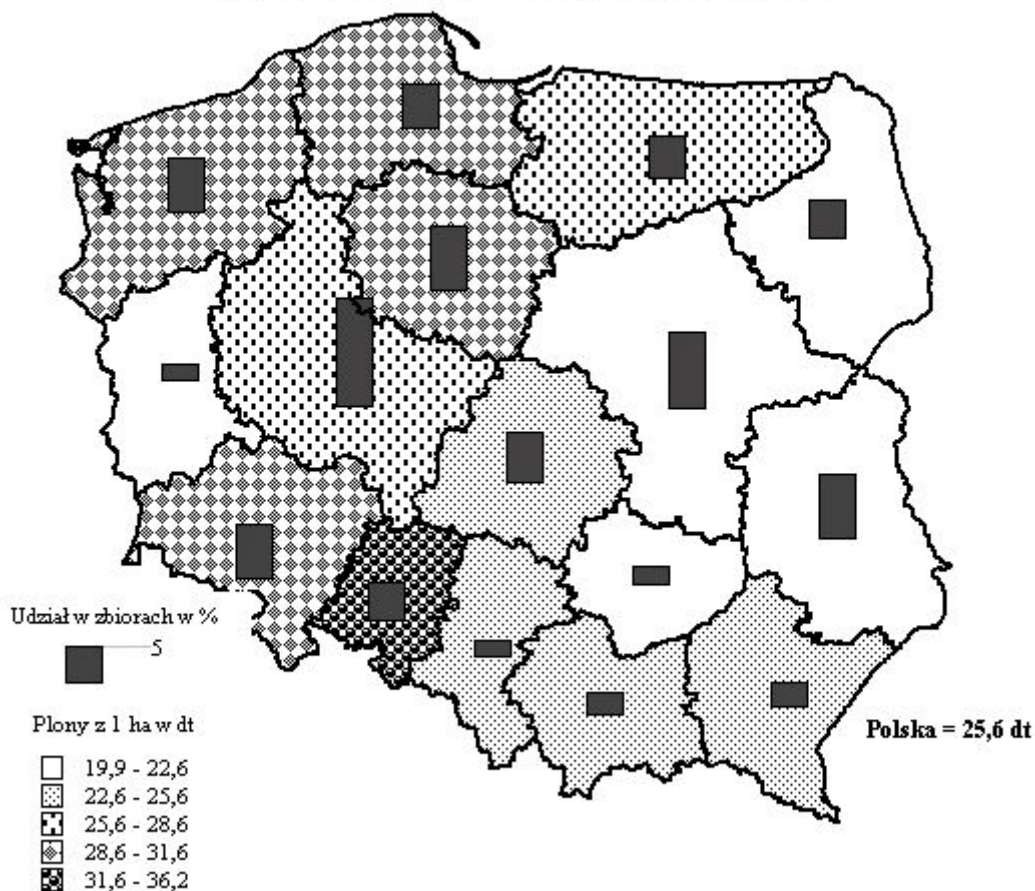 Udział w zbiorach w %
5
Plony z 1 ha w dt
19,9 - 22,6
22,6 - 25,6
25,6 - 28,6
28,6 - 31,6
31,6 - 36,2
Polska = 25,6 dt